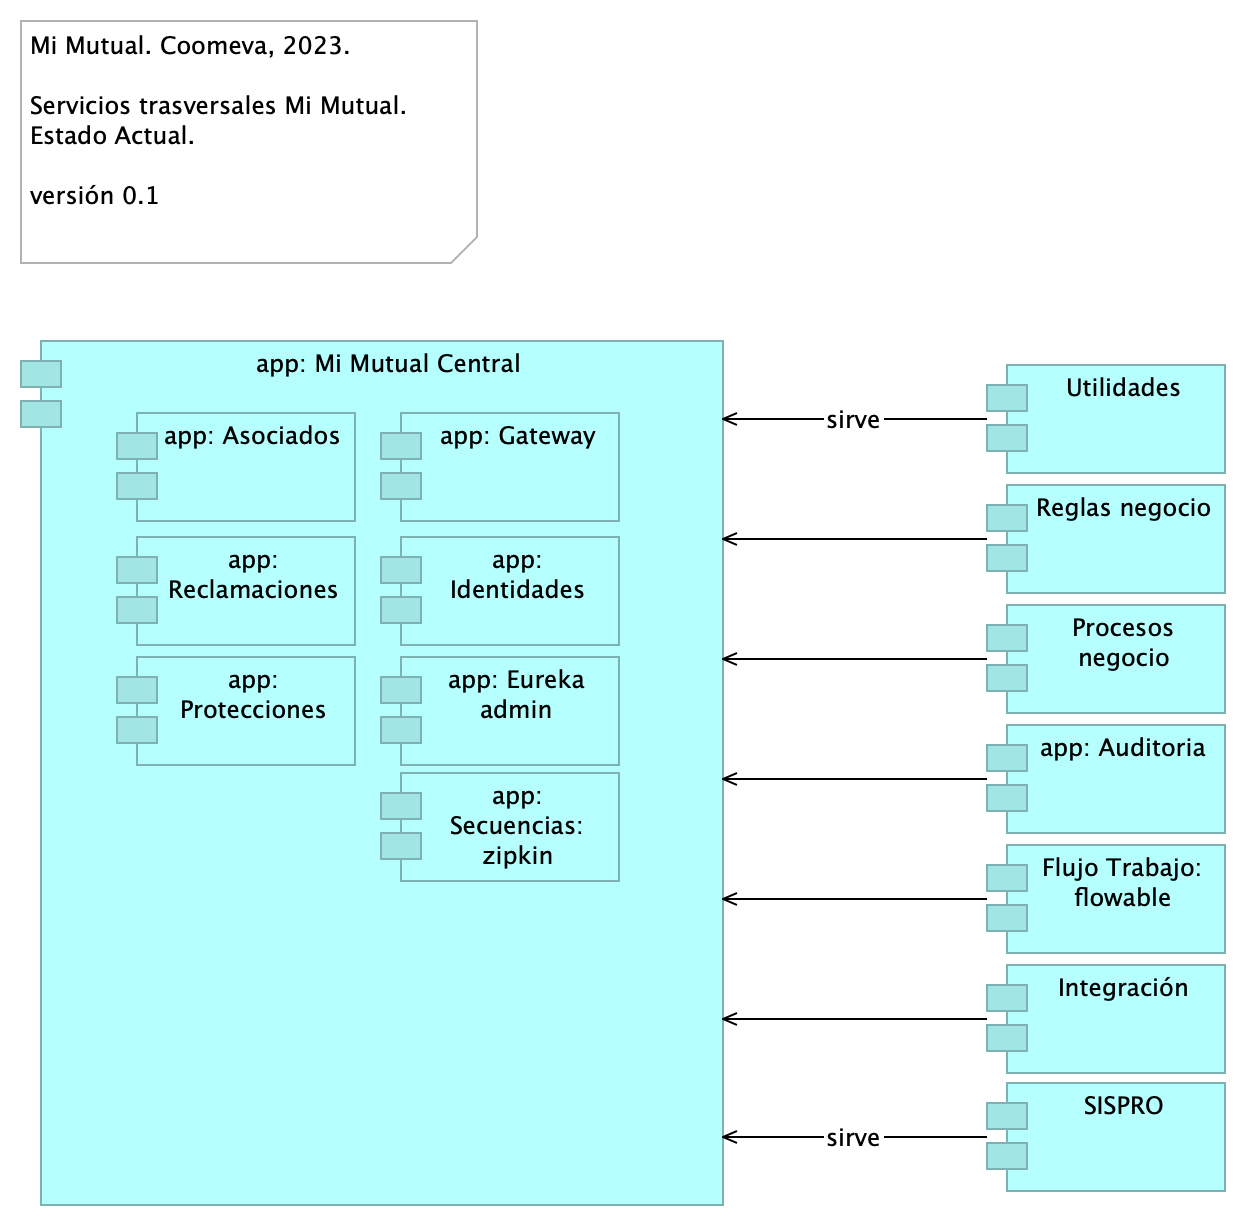 Mi Mutual. Coomeva, 2023.
Servicios trasversales Mi Mutual.
Estado Actual.
versión 0.1
app: Mi Mutual Central
app: Asociados
app: Gateway
app:
Reclamaciones
app:
Identidades
app:
Protecciones
app: Eureka
admin
app:
Secuencias:
zipkin
sirve
Utilidades
Reglas negocio
Procesos
negocio
app: Auditoria
Flujo Trabajo:
flowable
Integración
sirve
SISPRO